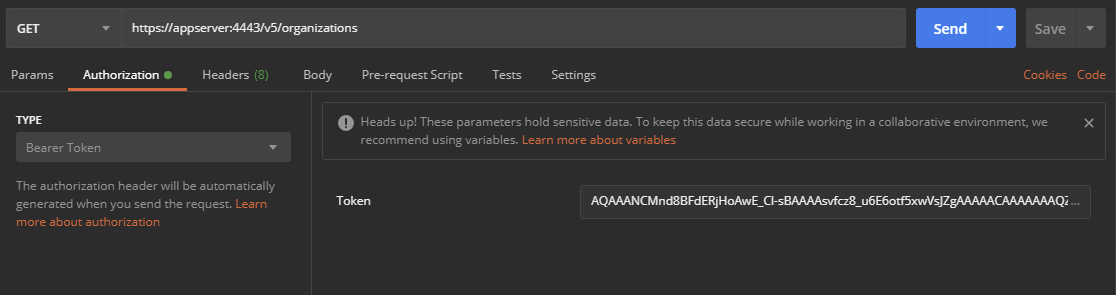 GET https://appserver:4443/v5/organizations Send Save
Params Authorization Headers (8) Body Pre-request Script Tests Settings Cookies Code
TYPE
Bearer Token
The authorization header will be automatically
generated when you send the request. Learn
more about authorization
Heads up! These parameters hold sensitive data. To keep this data secure while working in a collaborative environment, we
recommend using variables. Learn more about variables
Token AQAAANCMnd8BFdERjHoAwE_Cl-sBAAAAsvfcz8_u6E6otf5xwVsJZgAAAAACAAAAAAAQZ ...